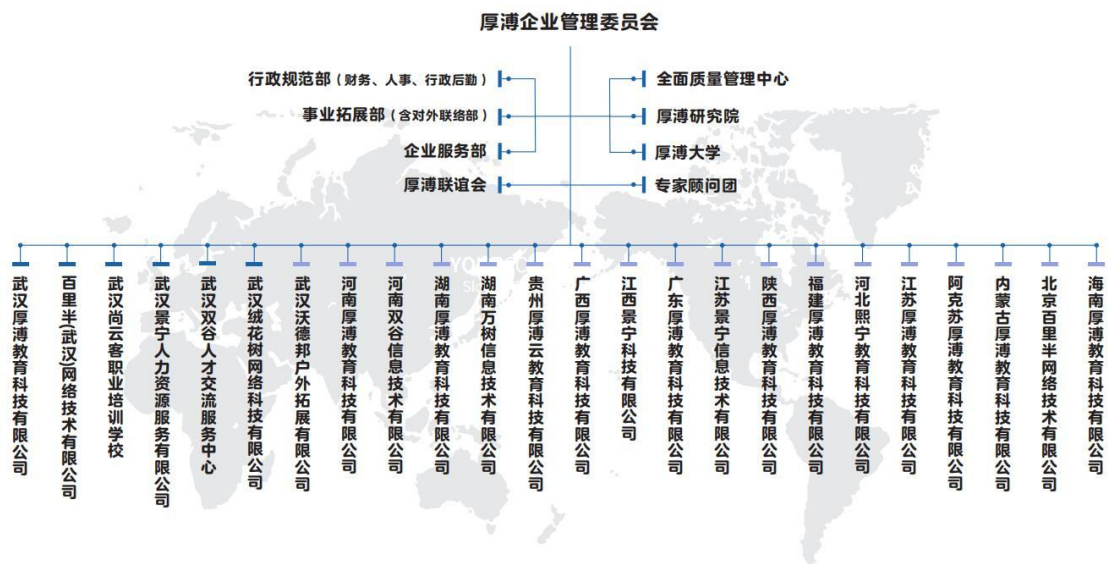 厚溥企业管理委员会
行政规范部（财务、人事、行政后勤）
全面质量管理中心
事业拓展部（含对外联络部）
厚溥研究院
企业服务部
厚溥大学
厚溥联谊会
专家顾问团
武汉厚溥教育科技有限公司
百里半(武汉)网络技术有限公司
武汉尚云客职业培训学校
武汉景宁人力资源服务有限公司
武汉双谷人才交流服务中心
武汉绒花树网络科技有限公司
武汉沃德邦户外拓展有限公司
河南厚溥教育科技有限公司
河南双谷信息技术有限公司
湖南厚溥教育科技有限公司
湖南万树信息技术有限公司
贵州厚溥云教育科技有限公司
广西厚溥教育科技有限公司
江西景宁科技有限公司
广东厚溥教育科技有限公司
江苏景宁信息技术有限公司
陕西厚溥教育科技有限公司
福建厚溥教育科技有限公司
河北熙宁教育科技有限公司
江苏厚溥教育科技有限公司
阿克苏厚溥教育科技有限公司
内蒙古厚溥教育科技有限公司
北京百里半网络技术有限公司
海南厚溥教育科技有限公司